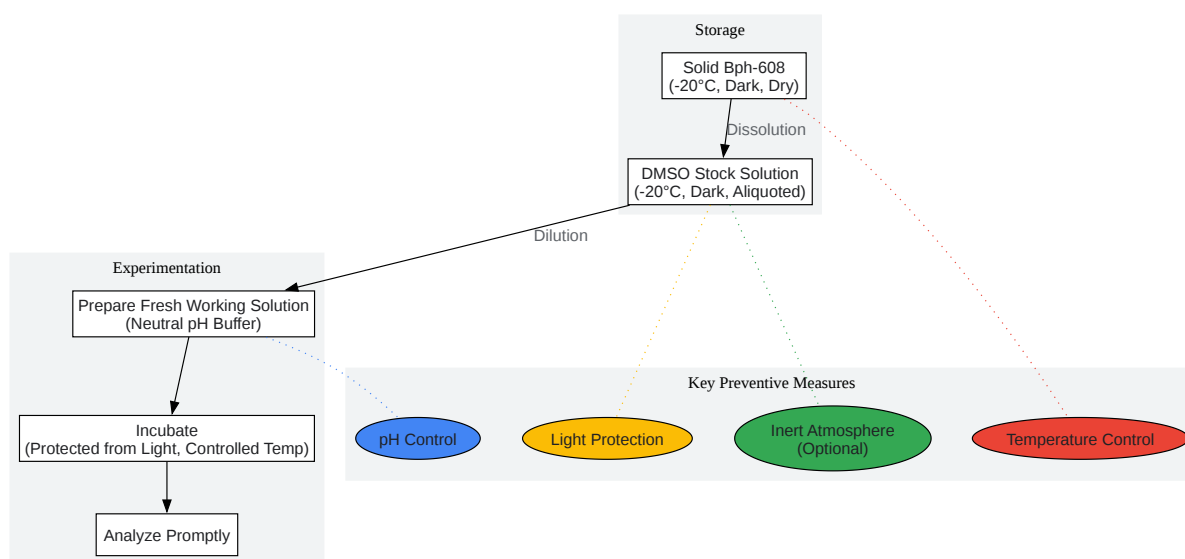 Storage
Solid Bph-608
(-20°C, Dark, Dry)
Dissolution
DMSO Stock Solution
(-20°C, Dark, Aliquoted)
Dilution
Experimentation
Prepare Fresh Working Solution
(Neutral pH Buffer)
Incubate
(Protected from Light, Controlled Temp)
Analyze Promptly
Key Preventive Measures
pH Control
Light Protection
Inert Atmosphere
(Optional)
Temperature Control